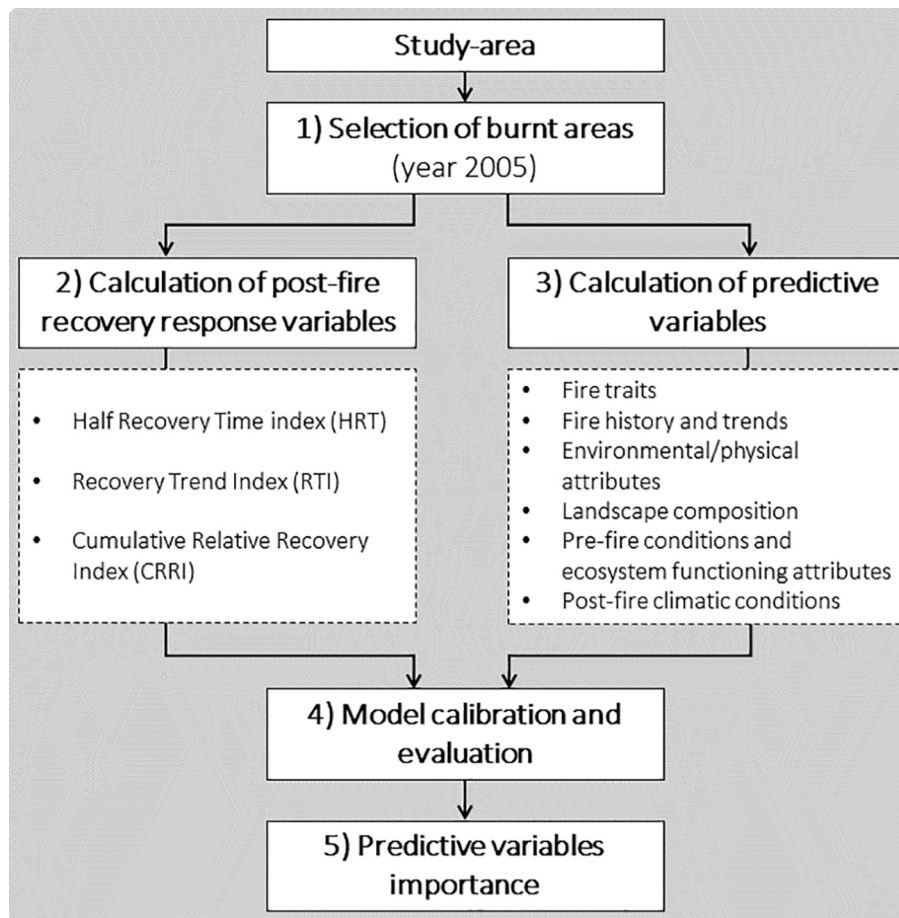 Study-area
1) Selection of burnt areas
(year 2005)
2) Calculation of post-fire
recovery response variables
• Half Recovery Time index (HRT)
• Recovery Trend Index (RTI)
• Cumulative Relative Recovery
Index (CRRI)
3) Calculation of predictive
variables
• Fire traits
• Fire history and trends
• Environmental/physical
attributes
• Landscape composition
• Pre-fire conditions and
ecosystem functioning attributes
• Post-fire climatic conditions
4) Model calibration and
evaluation
5) Predictive variables
importance